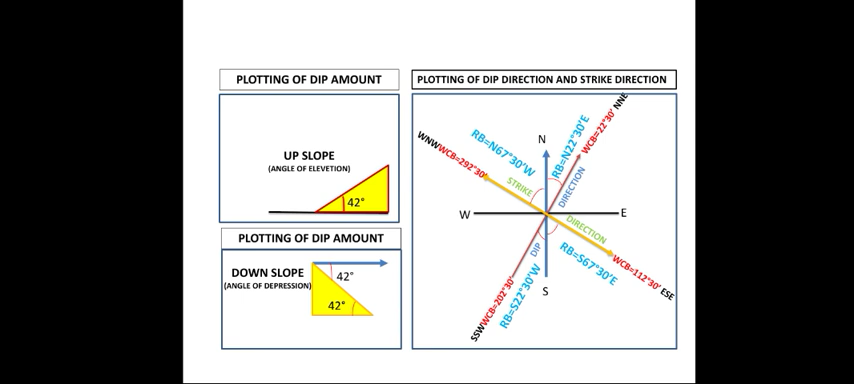 PLOTTING OF DIP AMOUNT
UP SLOPE
(ANGLE OF ELEVETION)
42°
PLOTTING OF DIP AMOUNT
DOWN SLOPE
(ANGLE OF DEPRESSION)
42°
42°
PLOTTING OF DIP DIRECTION AND STRIKE DIRECTION
N
NNE
WCB=22°30'
RB=N22°30'E
DIRECTION
RB=N67°30'W
WNW
WCB=292°30'
STRIKE
W
E
DIRECTION
DIP
RB=S67°30'E
WCB=112°30'
ESE
S
RB=S22°30'W
SSW
WCB=202°30'